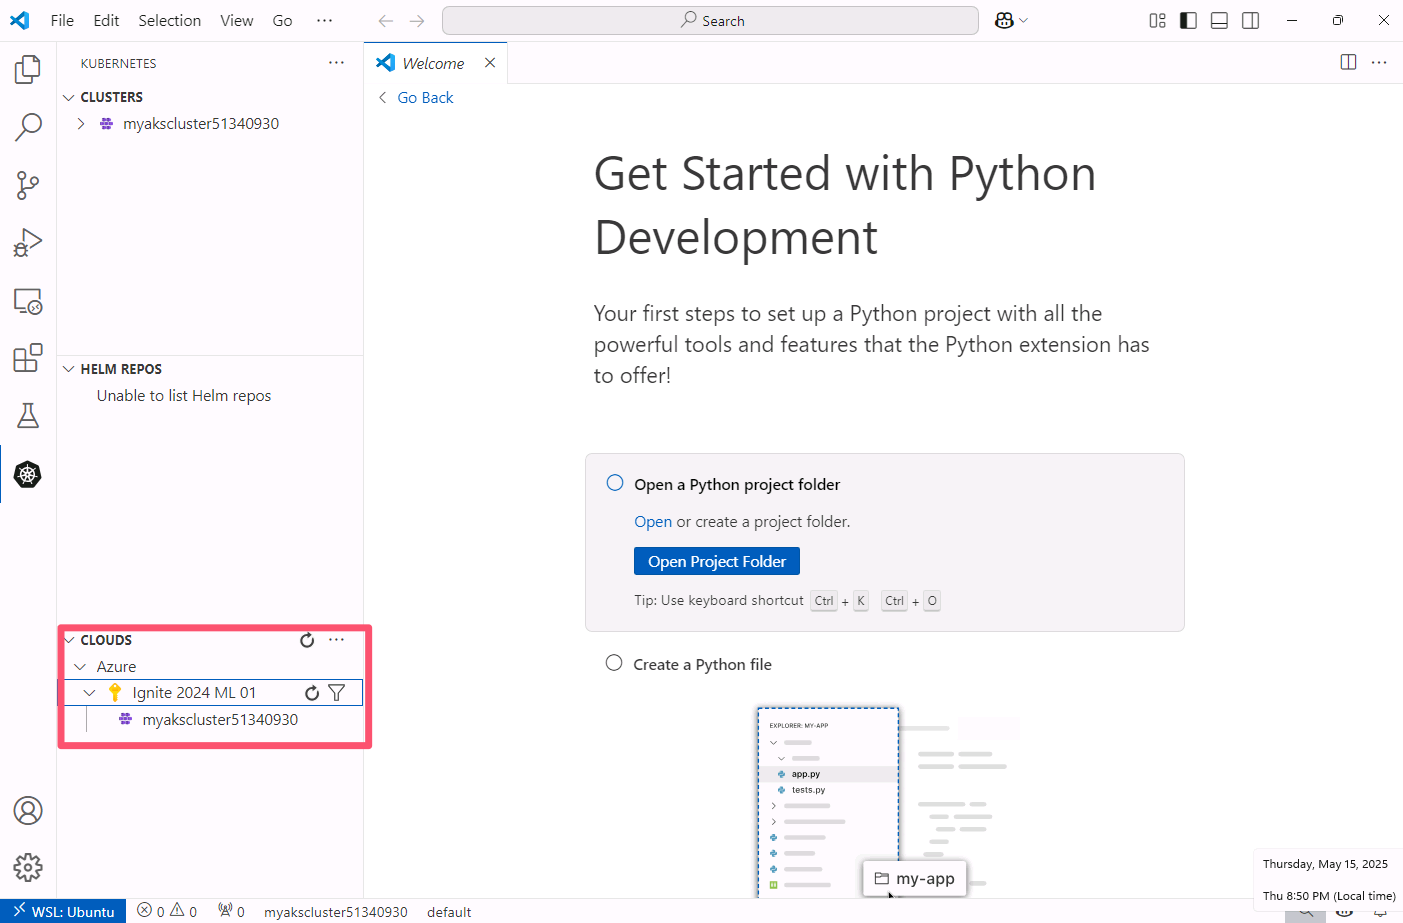 File Edit Selection View Go ···
Search
KUBERNETES
CLUSTERS
myakscluster51340930
HELM REPOS
Unable to list Helm repos
CLOUDS
Azure
Ignite 2024 ML 01
myakscluster51340930
Welcome
Go Back
Get Started with Python
Development
Your first steps to set up a Python project with all the
powerful tools and features that the Python extension has
to offer!
Open a Python project folder
Open or create a project folder.
Open Project Folder
Tip: Use keyboard shortcut Ctrl + K Ctrl + O
Create a Python file
EXPLORER: MY-APP
app.py
tests.py
my-app
Thursday, May 15, 2025
Thu 8:50 PM (Local time)
WSL: Ubuntu 0 0 0 myakscluster51340930 default